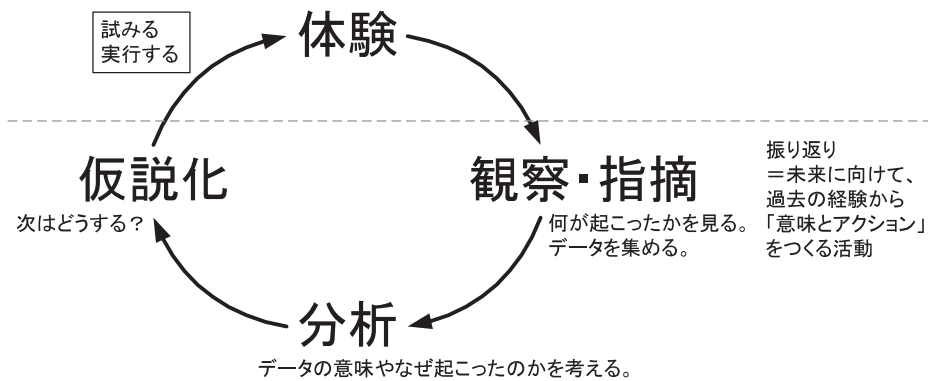 試みる
実行する
体験
仮説化
次はどうする？
観察・指摘
何が起こったかを見る。
データを集める。
振り返り
＝未来に向けて、
過去の経験から
「意味とアクション」
をつくる活動
分析
データの意味やなぜ起こったのかを考える。